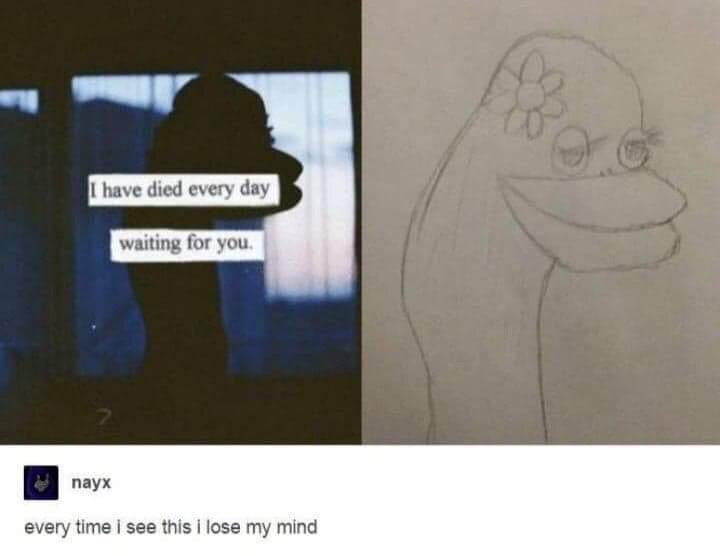 I have died every day
waiting for you.
nayx
every time i see this i lose my mind